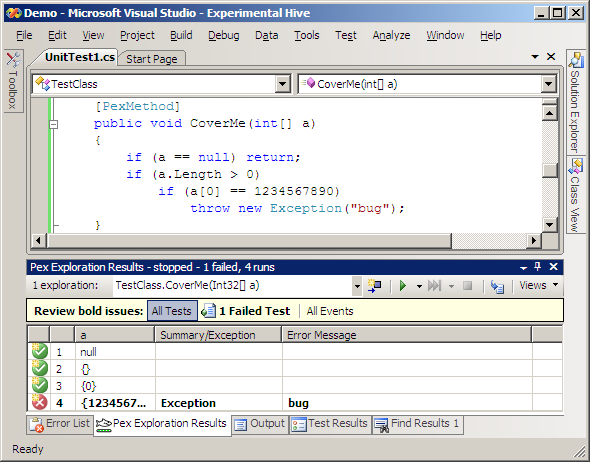 Demo - Microsoft Visual Studio - Experimental Hive
File Edit View Project Build Debug Data Tools Test Analyze Window Help
Toolbox
UnitTest1.cs Start Page
TestClass CoverMe(int[] a)
[PexMethod]
public void CoverMe(int[] a)
{
if (a == null) return;
if (a.Length > 0)
if (a[0] == 1234567890)
throw new Exception("bug");
}
Solution Explorer
Class View
Pex Exploration Results - stopped - 1 failed, 4 runs
1 exploration: TestClass.CoverMe(Int32[] a) Views
Review bold issues: All Tests 1 Failed Test All Events
a Summary/Exception Error Message
1 null
2 {}
3 {0}
4 {1234567... Exception bug
Error List Pex Exploration Results Output Test Results Find Results 1
Ready